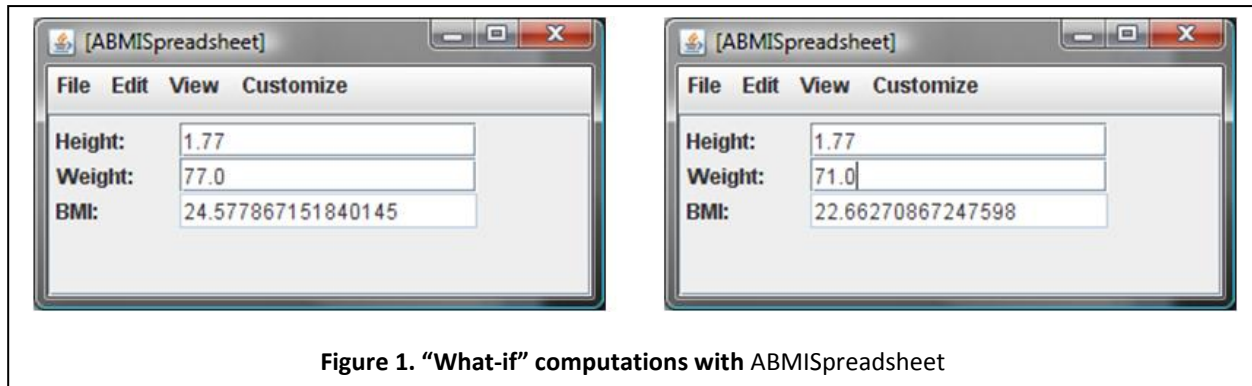 [ABMISpreadsheet]
File Edit View Customize
Height: 1.77
Weight: 77.0
BMI: 24.577867151840145
[ABMISpreadsheet]
File Edit View Customize
Height: 1.77
Weight: 71.0
BMI: 22.66270867247598
Figure 1. “What-if” computations with ABMISpreadsheet